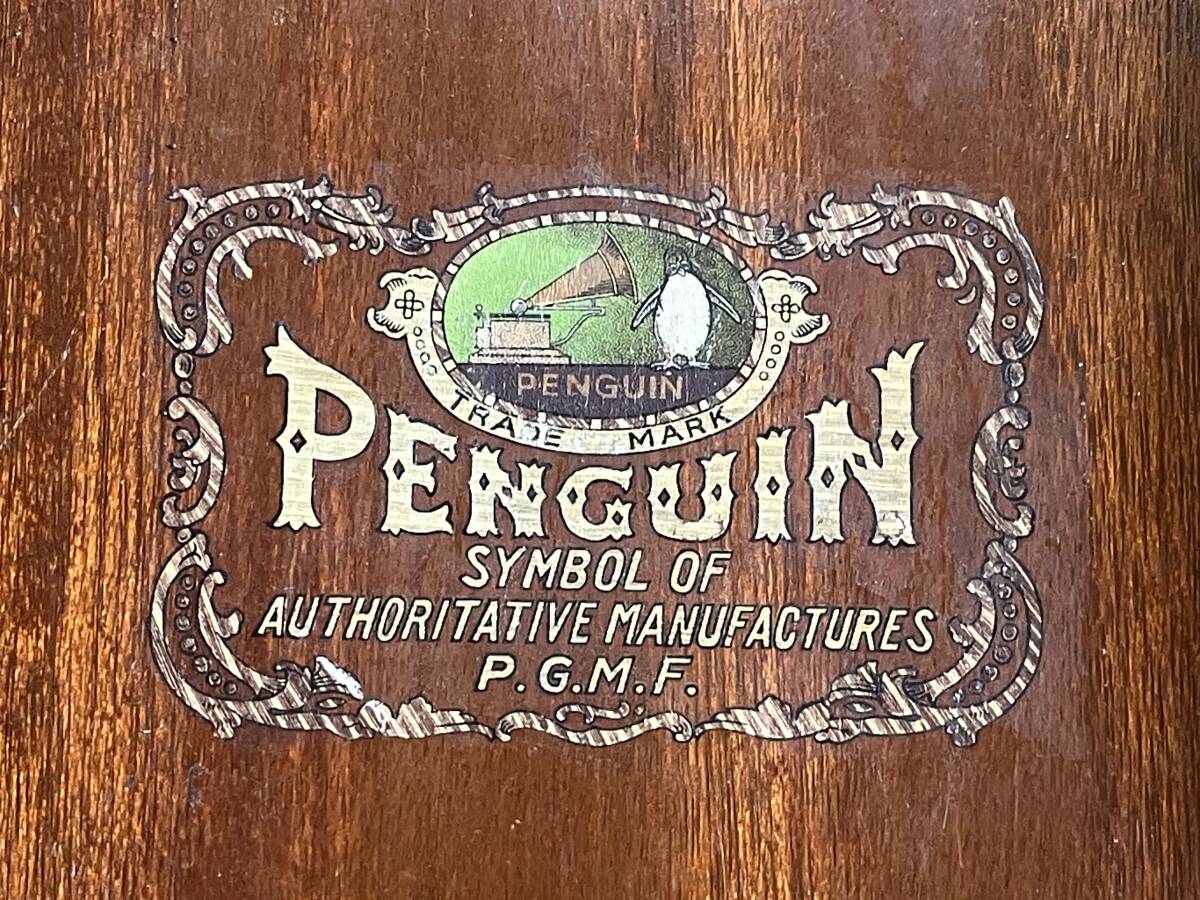 PENGUIN
TRADE MARK
PENGUIN
SYMBOL OF
AUTHORITATIVE MANUFACTURES
P.G.M.F.